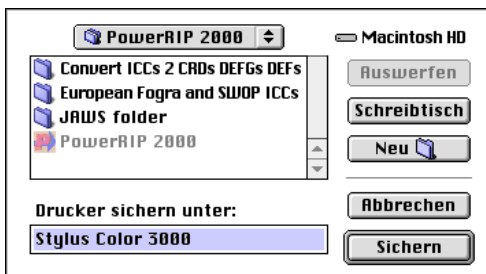 PowerRIP 2000
Macintosh HD
Convert ICCs 2 CRDs DEFGs DEFs
European Fogra and SWOP ICCs
JAWS folder
PowerRIP 2000
Auswerfen
Schreibtisch
Neu
Drucker sichern unter:
Stylus Color 3000
Abbrechen
Sichern